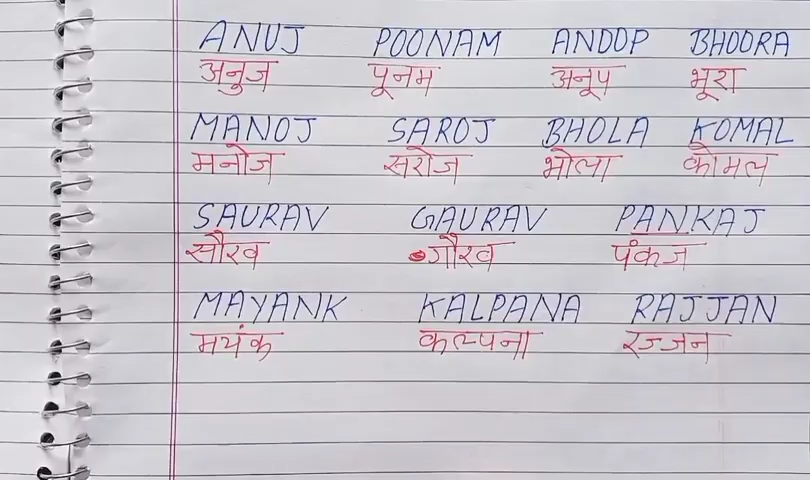 ANUJ POONAM ANOOP BHOORA
अनुज पूनम अनूप भूरा
MANOJ SAROJ BHOLA KOMAL
मनोज सरोज भोला कोमल
SAURAV GAURAV PANKAJ
सौरव गौरव पंकज
MAYANK KALPANA RAJJAN
मयंक कल्पना रज्जन